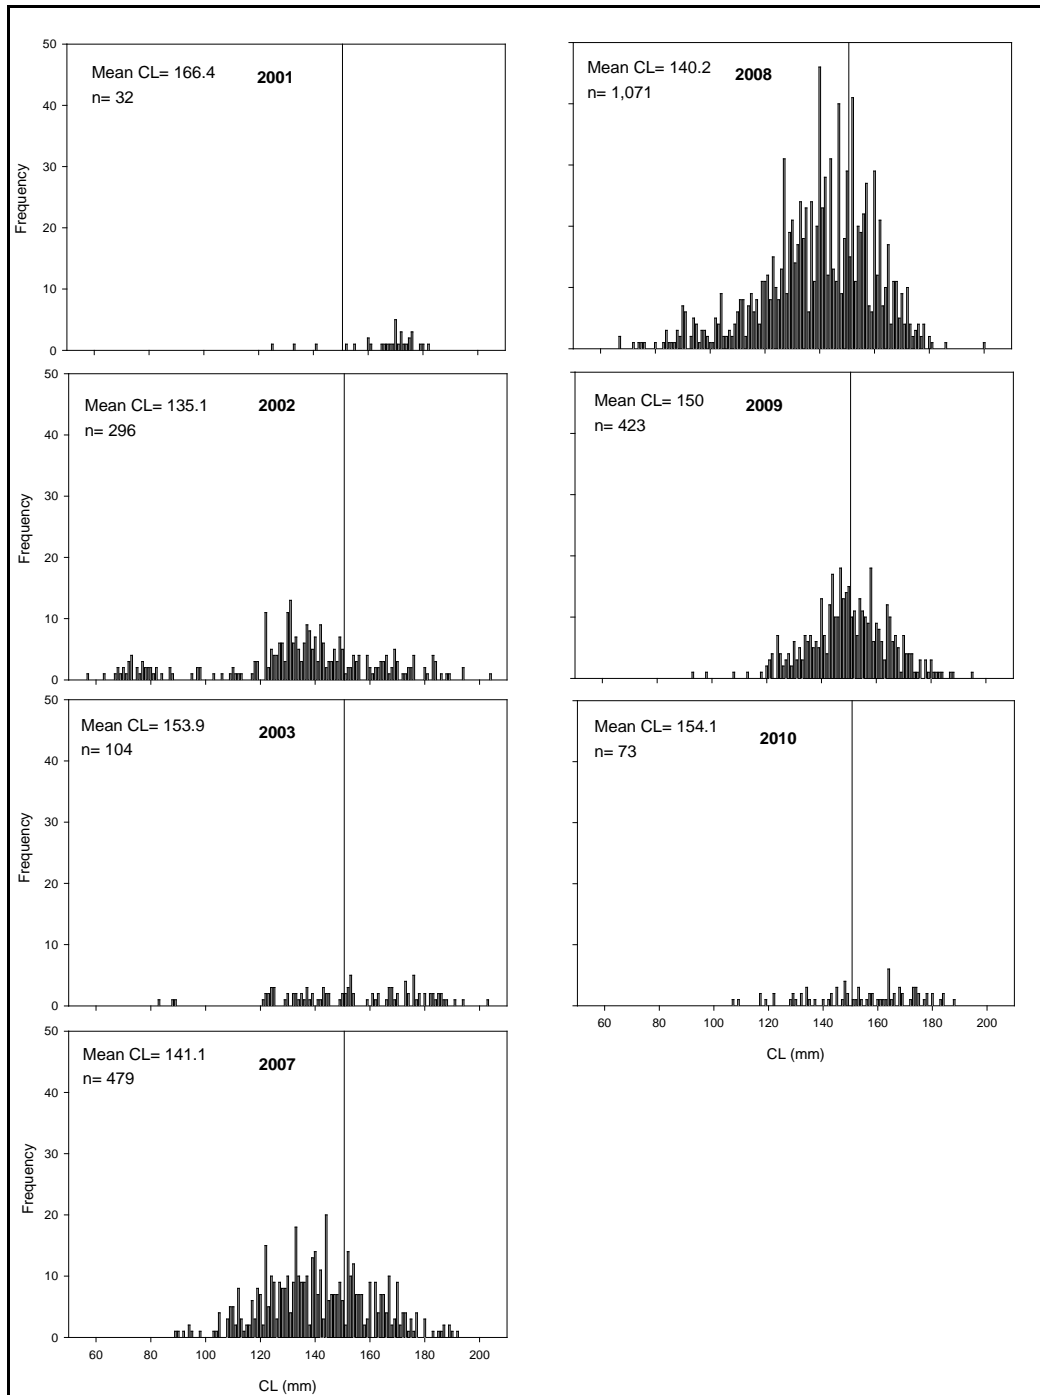 50
40
30
20
10
0
Frequency
Mean CL= 166.4
2001
n= 32
50
40
30
20
10
0
Frequency
Mean CL= 135.1
2002
n= 296
50
40
30
20
10
0
Frequency
Mean CL= 153.9
2003
n= 104
50
40
30
20
10
0
Frequency
Mean CL= 141.1
2007
n= 479
60 80 100 120 140 160 180 200
CL (mm)
Mean CL= 140.2
2008
n= 1,071
Mean CL= 150
2009
n= 423
Mean CL= 154.1
2010
n= 73
60 80 100 120 140 160 180 200
CL (mm)